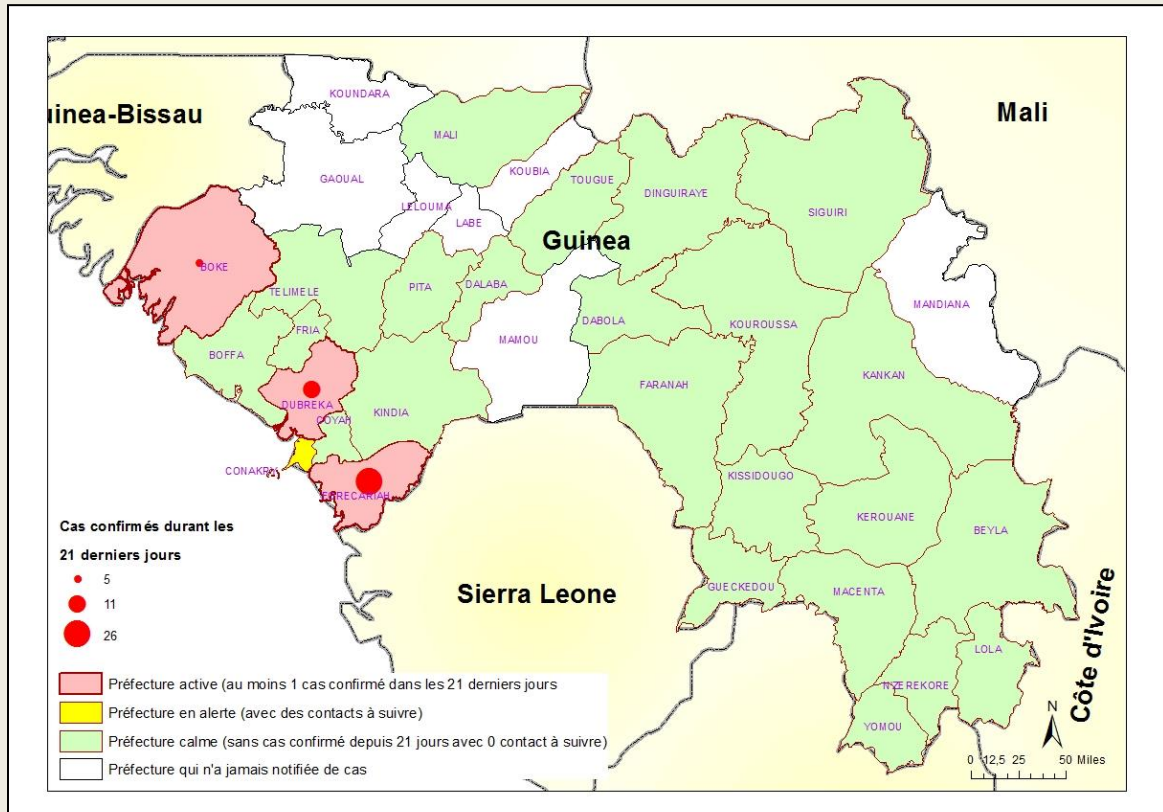 uinea-Bissau
Mali
Guinea
Sierra Leone
Côte d'Ivoire
KOUNDARA
MALI
GAOUAL
KOUBIA
TOUGUE
DINGUIRAYE
SIGUIRI
LELOUMA
LABE
BOKE
TELIMELE
PITA
DALABA
MAMOU
DABOLA
KOUROUSSA
MANDIANA
FRIA
BOFFA
DUBREKA
COYAH
KINDIA
FARANAH
KANKAN
CONAKRY
KISSIDOUGO
KEROUANE
BEYLA
GUECKEDOU
MACENTA
LOLA
N'ZEREKORE
YOMOU
Cas confirmés durant les
21 derniers jours
5
11
26
Préfecture active (au moins 1 cas confirmé dans les 21 derniers jours
Préfecture en alerte (avec des contacts à suivre)
Préfecture calme (sans cas confirmé depuis 21 jours avec 0 contact à suivre)
Préfecture qui n'a jamais notifiée de cas
N
0 12,5 25 50 Miles